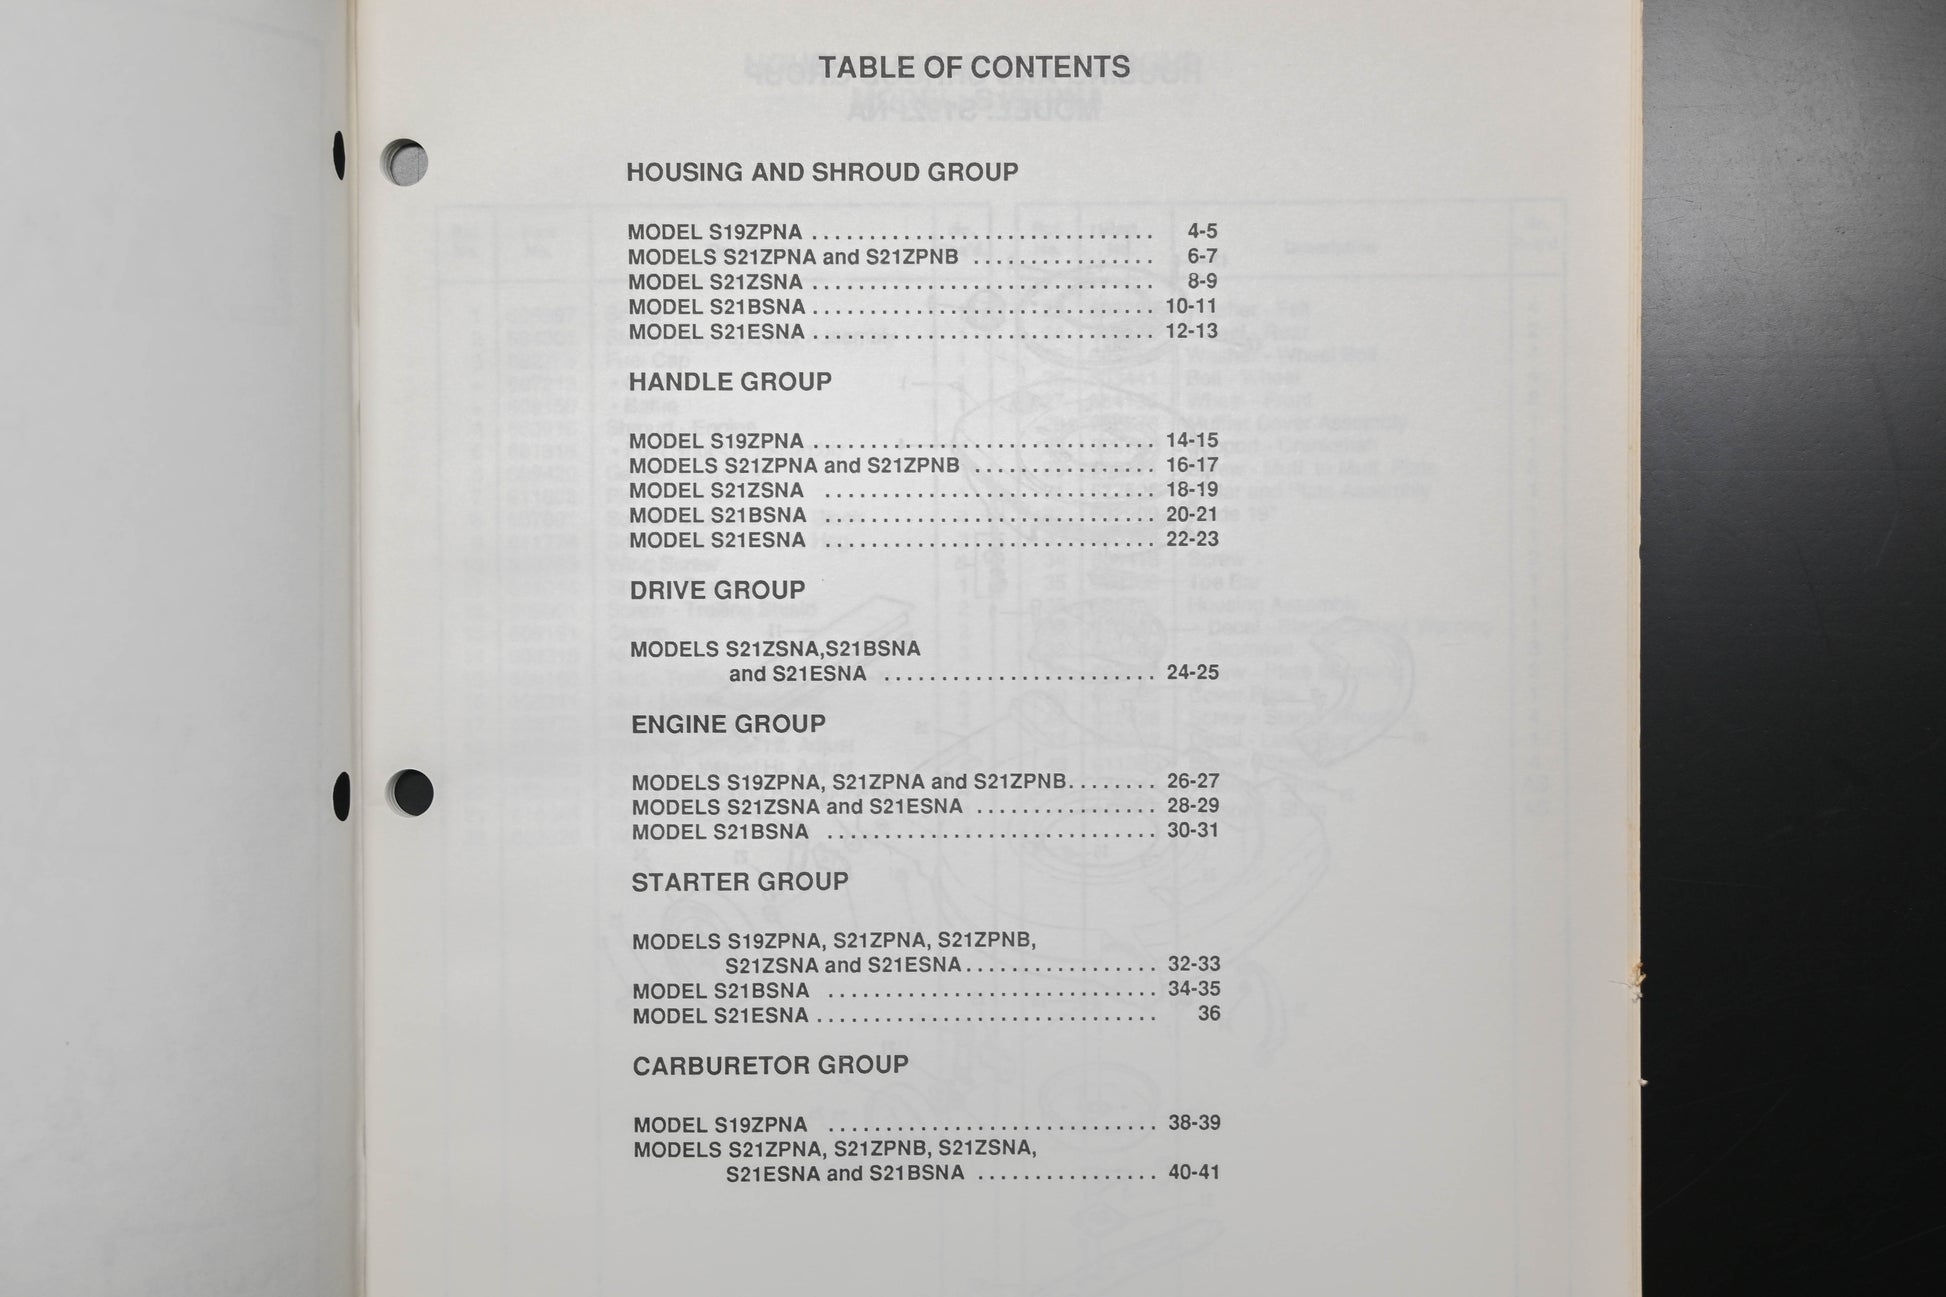 TABLE OF CONTENTS
HOUSING AND SHROUD GROUP
MODEL S19ZPNA .............................. 4-5
MODELS S21ZPNA and S21ZPNB ................ 6-7
MODEL S21ZSNA .............................. 8-9
MODEL S21BSNA .............................. 10-11
MODEL S21ESNA .............................. 12-13
HANDLE GROUP
MODEL S19ZPNA .............................. 14-15
MODELS S21ZPNA and S21ZPNB ................ 16-17
MODEL S21ZSNA ............................. 18-19
MODEL S21BSNA ............................. 20-21
MODEL S21ESNA ............................. 22-23
DRIVE GROUP
MODELS S21ZSNA,S21BSNA
and S21ESNA ........................ 24-25
ENGINE GROUP
MODELS S19ZPNA, S21ZPNA and S21ZPNB........ 26-27
MODELS S21ZSNA and S21ESNA ................ 28-29
MODEL S21BSNA ............................. 30-31
STARTER GROUP
MODELS S19ZPNA, S21ZPNA, S21ZPNB,
S21ZSNA and S21ESNA................. 32-33
MODEL S21BSNA ............................. 34-35
MODEL S21ESNA .............................. 36
CARBURETOR GROUP
MODEL S19ZPNA ............................. 38-39
MODELS S21ZPNA, S21ZPNB, S21ZSNA,
S21ESNA and S21BSNA ................ 40-41